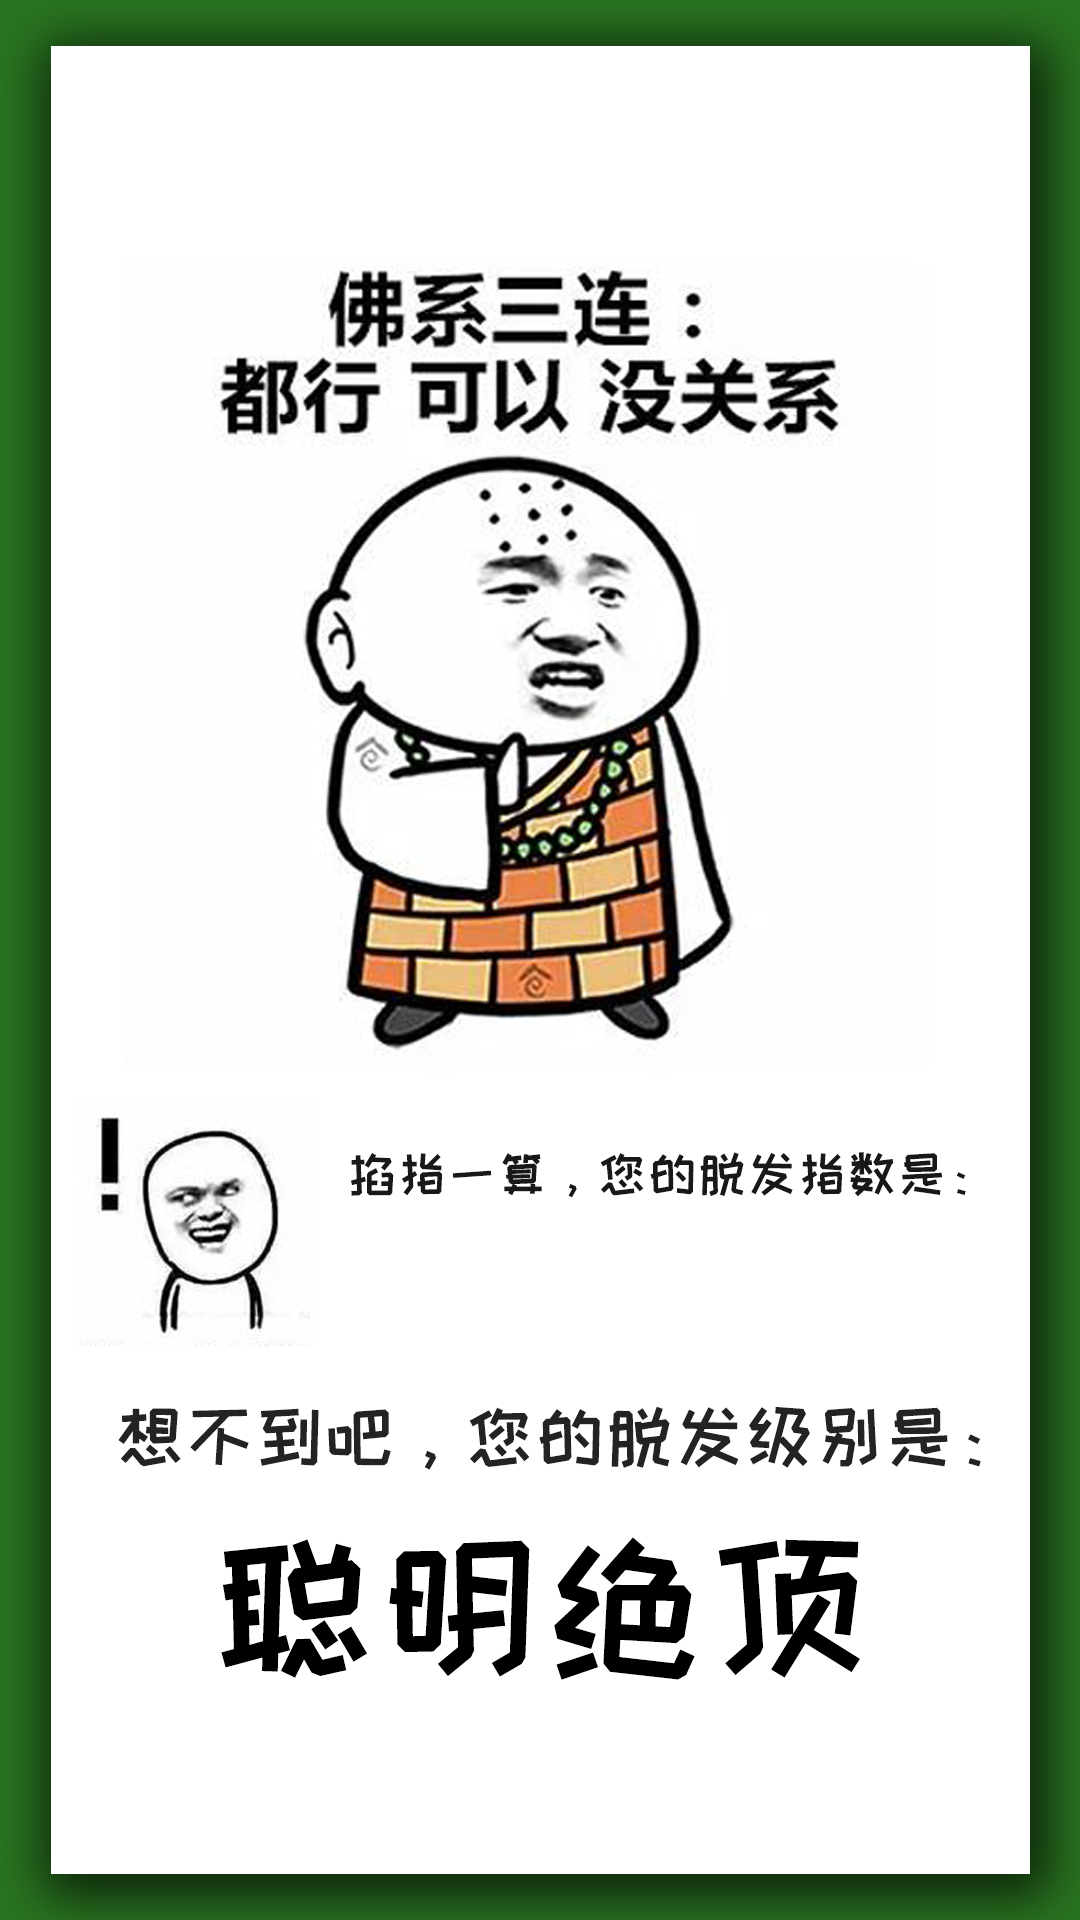 佛系三连：
都行 可以 没关系
!
掐指一算，您的脱发指数是：
想不到吧，您的脱发级别是：
聪明绝顶